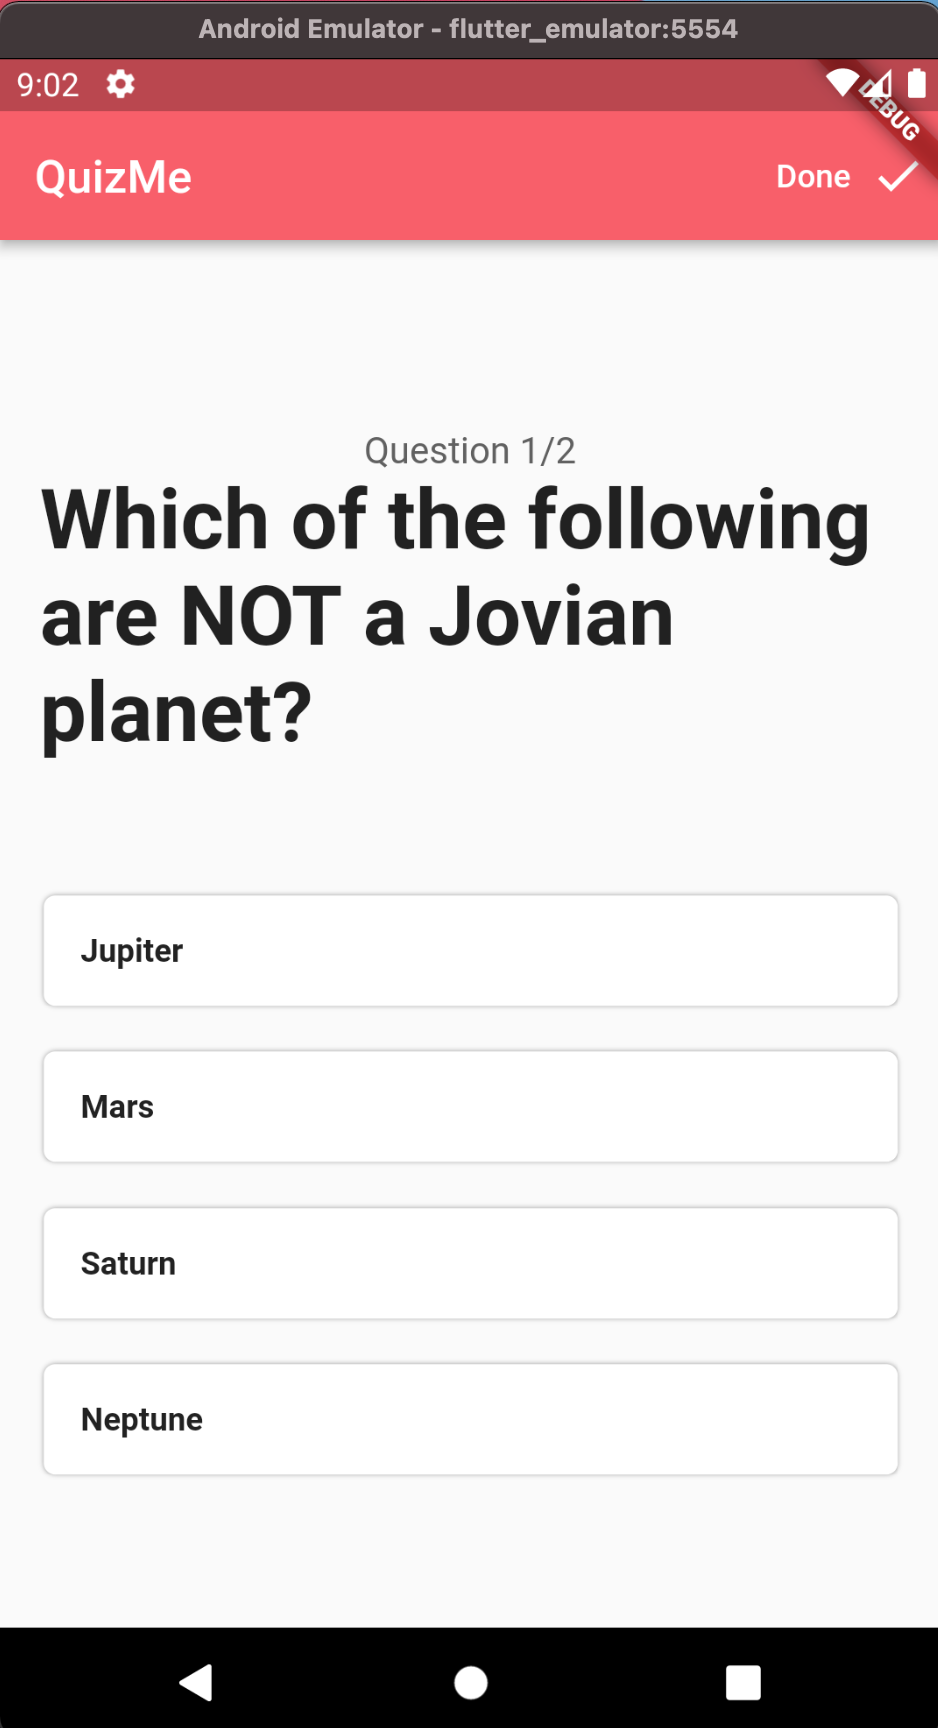 Android Emulator - flutter_emulator:5554
9:02
DEBUG
QuizMe
Done
Question 1/2
Which of the following
are NOT a Jovian
planet?
Jupiter
Mars
Saturn
Neptune